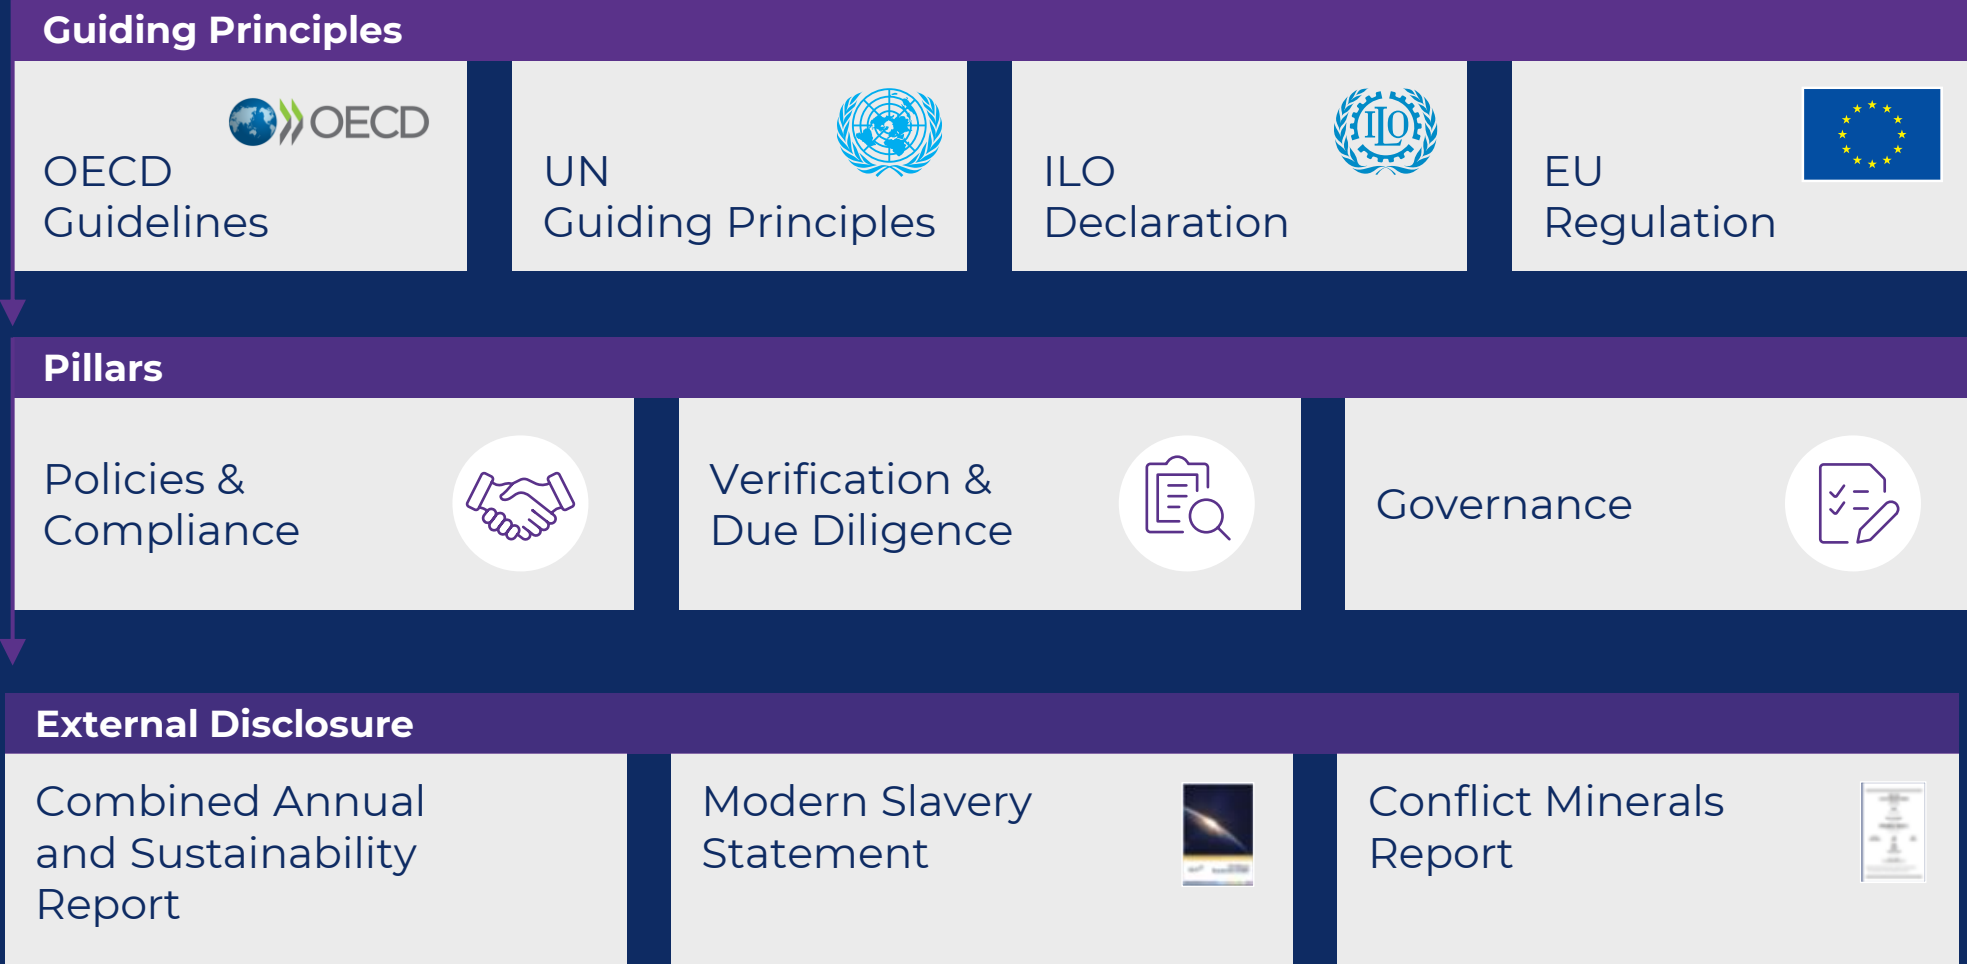 Guiding Principles
OECD
OECD
Guidelines
UN
Guiding Principles
ILO
ILO
Declaration
EU
Regulation
Pillars
Policies &
Compliance
Verification &
Due Diligence
Governance
External Disclosure
Combined Annual
and Sustainability
Report
Modern Slavery
Statement
Conflict Minerals
Report